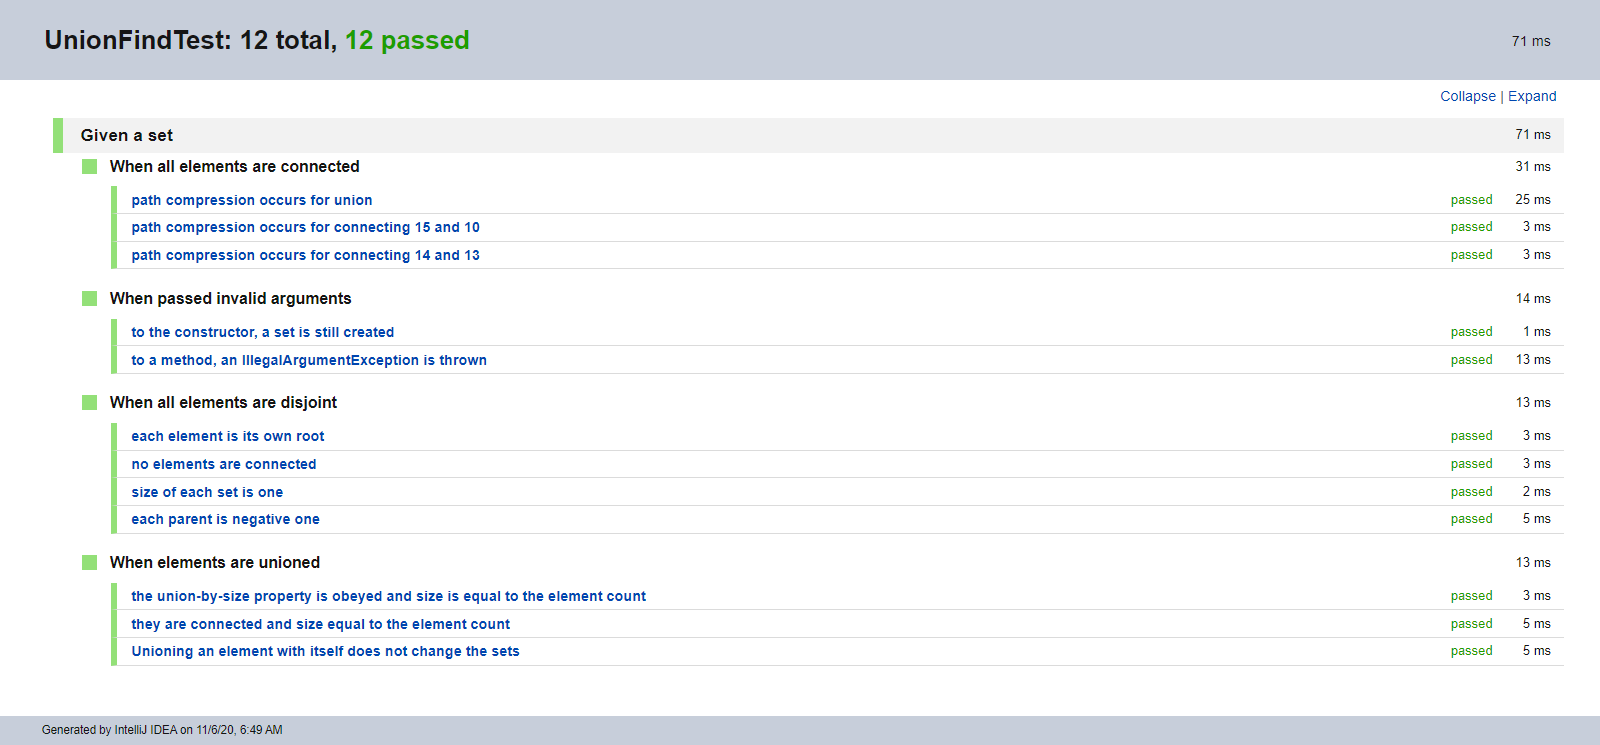 UnionFindTest: 12 total, 12 passed 71 ms
Collapse | Expand
Given a set 71 ms
When all elements are connected 31 ms
path compression occurs for union passed 25 ms
path compression occurs for connecting 15 and 10 passed 3 ms
path compression occurs for connecting 14 and 13 passed 3 ms
When passed invalid arguments 14 ms
to the constructor, a set is still created passed 1 ms
to a method, an IllegalArgumentException is thrown passed 13 ms
When all elements are disjoint 13 ms
each element is its own root passed 3 ms
no elements are connected passed 3 ms
size of each set is one passed 2 ms
each parent is negative one passed 5 ms
When elements are unioned 13 ms
the union-by-size property is obeyed and size is equal to the element count passed 3 ms
they are connected and size equal to the element count passed 5 ms
Unioning an element with itself does not change the sets passed 5 ms
Generated by IntelliJ IDEA on 11/6/20, 6:49 AM